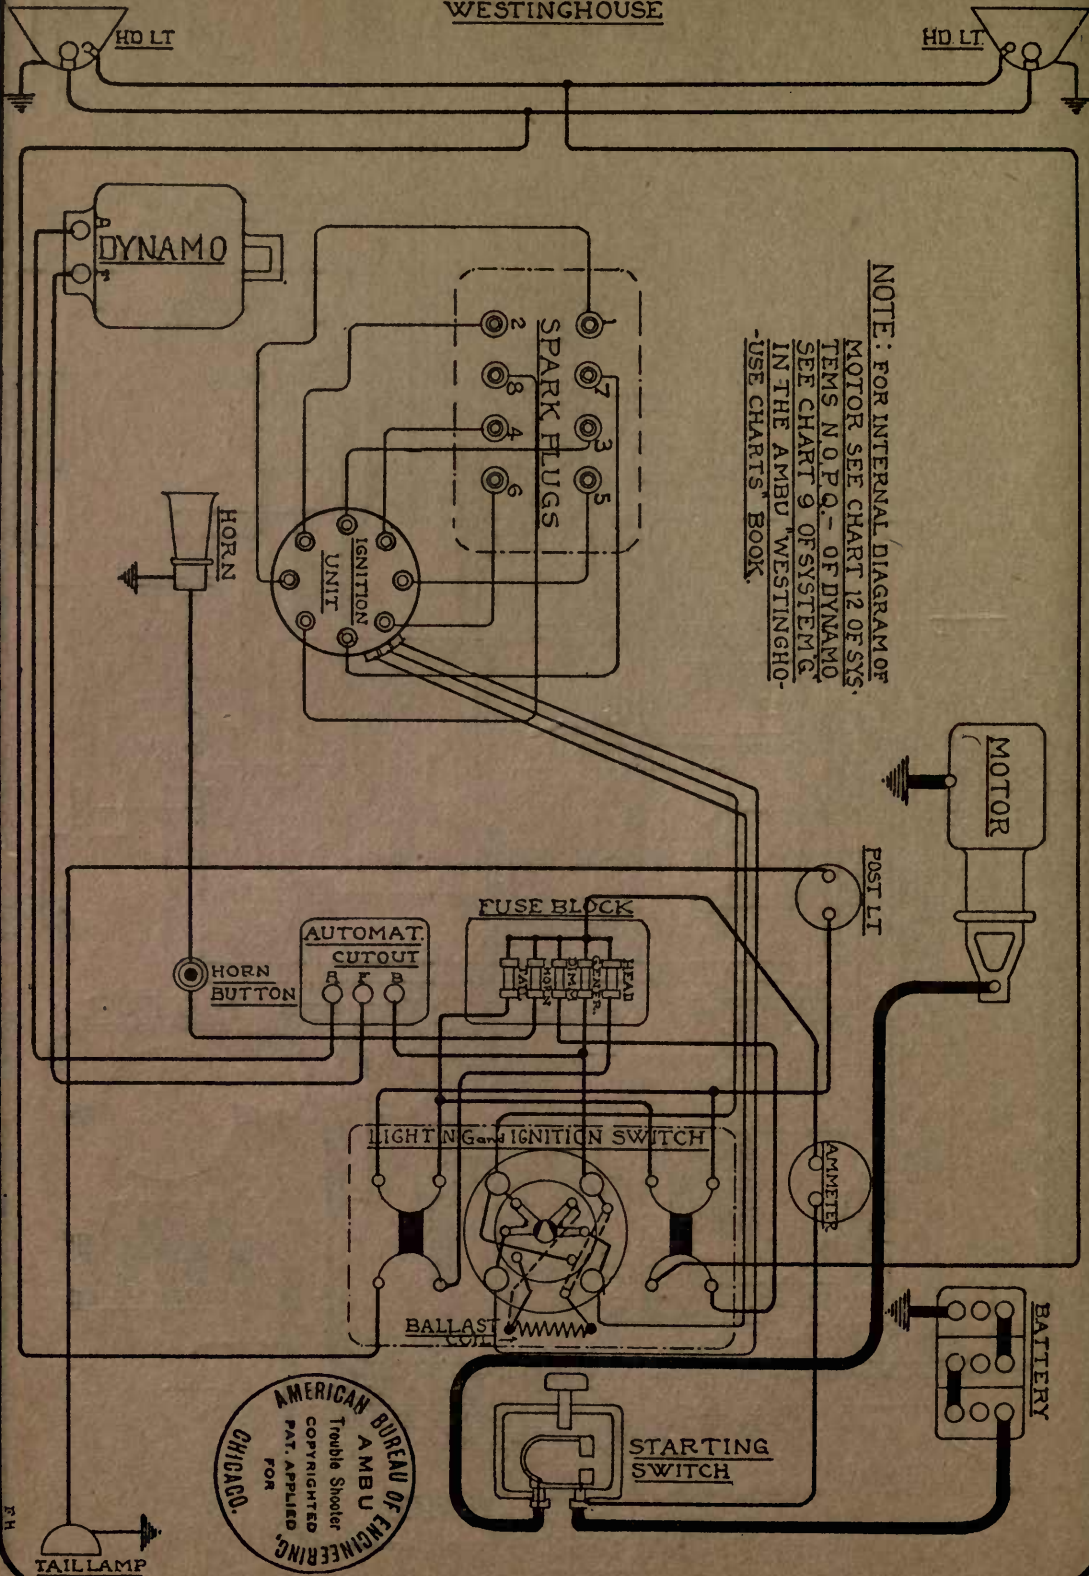 WESTINGHOUSE
HD LT
HD LT.
DYNAMO
A
F
SPARK PLUGS
1
7
3
5
2
8
4
6
NOTE: FOR INTERNAL DIAGRAM OF
MOTOR SEE CHART 12 OF SYS-
TEMS N.O.P.Q.- OF DYNAMO
SEE CHART 9 OF SYSTEM "G"
IN THE AMBU "WESTINGHO-
-USE CHARTS" BOOK.
HORN
IGNITION
UNIT
MOTOR
POST LT
FUSE BLOCK
HEAD
GENER.
DIM
HORN
TAIL
AUTOMAT.
CUTOUT
A F B
HORN
BUTTON
LIGHTING and IGNITION SWITCH
AMMETER
BALLAST
COIL
BATTERY
STARTING
SWITCH
AMERICAN BUREAU OF ENGINEERING,
AMBU
Trouble Shooter
COPYRIGHTED
PAT. APPLIED
FOR
CHICAGO.
TAIL LAMP
F.H